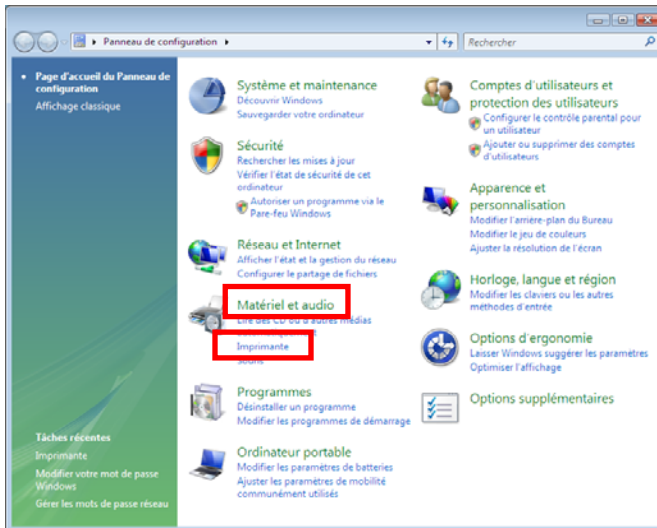 Panneau de configuration
Rechercher
Page d'accueil du Panneau de
configuration
Affichage classique
Système et maintenance
Découvrir Windows
Sauvegarder votre ordinateur
Sécurité
Rechercher les mises à jour
Vérifier l'état de sécurité de cet
ordinateur
Autoriser un programme via le
Pare-feu Windows
Réseau et Internet
Afficher l'état et la gestion du réseau
Configurer le partage de fichiers
Matériel et audio
Lire des CD ou d'autres médias
Imprimante
Souris
Programmes
Désinstaller un programme
Modifier les programmes de démarrage
Ordinateur portable
Modifier les paramètres de batteries
Ajuster les paramètres de mobilité
communément utilisés
Comptes d'utilisateurs et
protection des utilisateurs
Configurer le contrôle parental pour
un utilisateur
Ajouter ou supprimer des comptes
d'utilisateurs
Apparence et
personnalisation
Modifier l'arrière-plan du Bureau
Modifier le jeu de couleurs
Ajuster la résolution de l'écran
Horloge, langue et région
Modifier les claviers ou les autres
méthodes d'entrée
Options d'ergonomie
Laisser Windows suggérer les paramètres
Optimiser l'affichage
Options supplémentaires
Tâches récentes
Imprimante
Modifier votre mot de passe
Windows
Gérer les mots de passe réseau